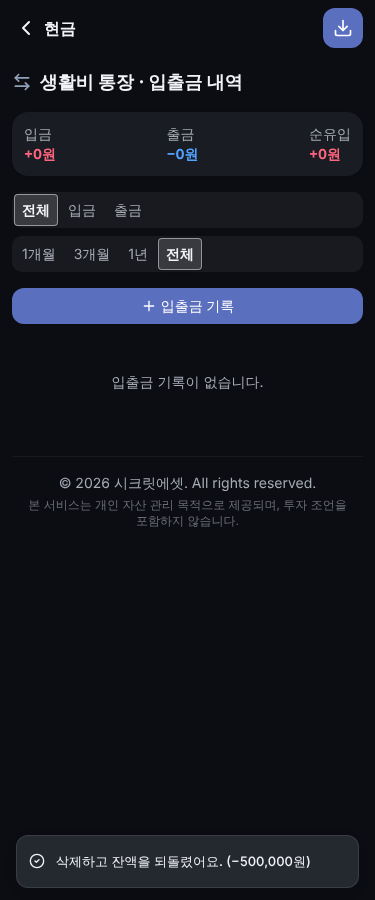 현금
생활비 통장 · 입출금 내역
입금 출금 순유입
+0원 −0원 +0원
전체 입금 출금
1개월 3개월 1년 전체
+ 입출금 기록
입출금 기록이 없습니다.
© 2026 시크릿에셋. All rights reserved.
본 서비스는 개인 자산 관리 목적으로 제공되며, 투자 조언을
포함하지 않습니다.
삭제하고 잔액을 되돌렸어요. (−500,000원)